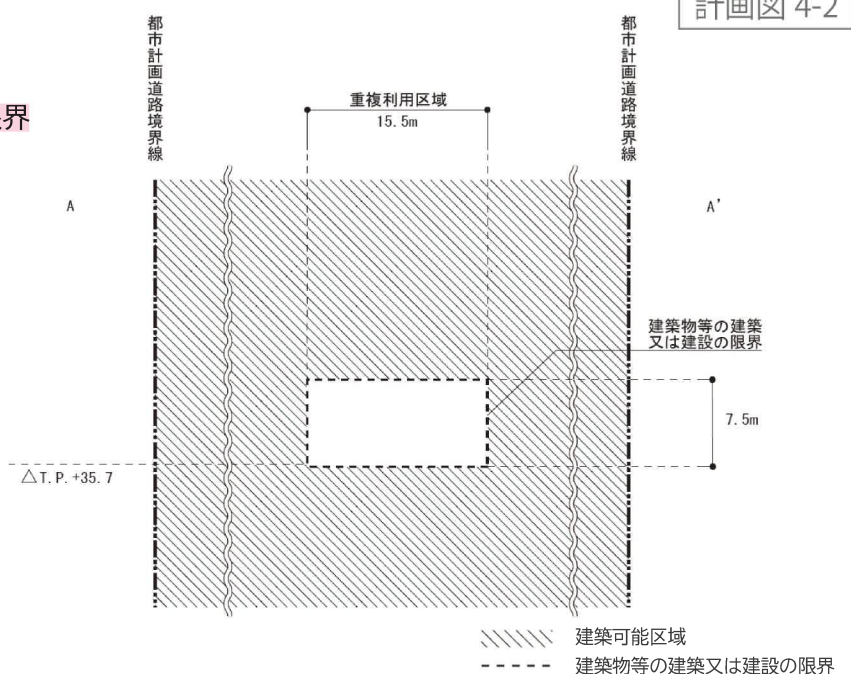 計画図 4-2
界
都市計画道路境界線
都市計画道路境界線
重複利用区域
15.5m
A
A'
建築物等の建築
又は建設の限界
7.5m
△T.P.+35.7
建築可能区域
建築物等の建築又は建設の限界